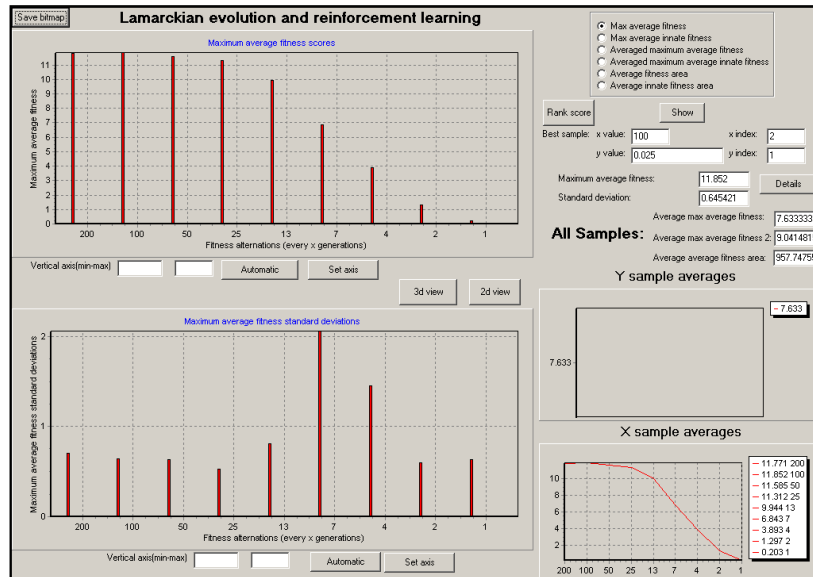 Save bitmap
Lamarckian evolution and reinforcement learning
Maximum average fitness scores
Maximum average fitness
11
10
9
8
7
6
5
4
3
2
1
0
200 100 50 25 13 7 4 2 1
Fitness alternations (every x generations)
Vertical axis(min-max)
Automatic
Set axis
3d view
2d view
Maximum average fitness standard deviations
Maximum average fitness standard deviations
2
1
0
200 100 50 25 13 7 4 2 1
Fitness alternations (every x generations)
Vertical axis(min-max)
Automatic
Set axis
Max average fitness
Max average innate fitness
Averaged maximum average fitness
Averaged maximum average innate fitness
Average fitness area
Average innate fitness area
Rank score
Show
Best sample: x value: 100 x index: 2
y value: 0.025 y index: 1
Maximum average fitness: 11.852
Details
Standard deviation: 0.645421
All Samples:
Average max average fitness: 7.633333
Average max average fitness 2: 9.041481
Average average fitness area: 957.74755
Y sample averages
7.633
7.633
X sample averages
10
8
6
4
2
200 100 50 25 13 7 4 2 1
11.771 200
11.852 100
11.585 50
11.312 25
9.944 13
6.843 7
3.893 4
1.297 2
0.203 1